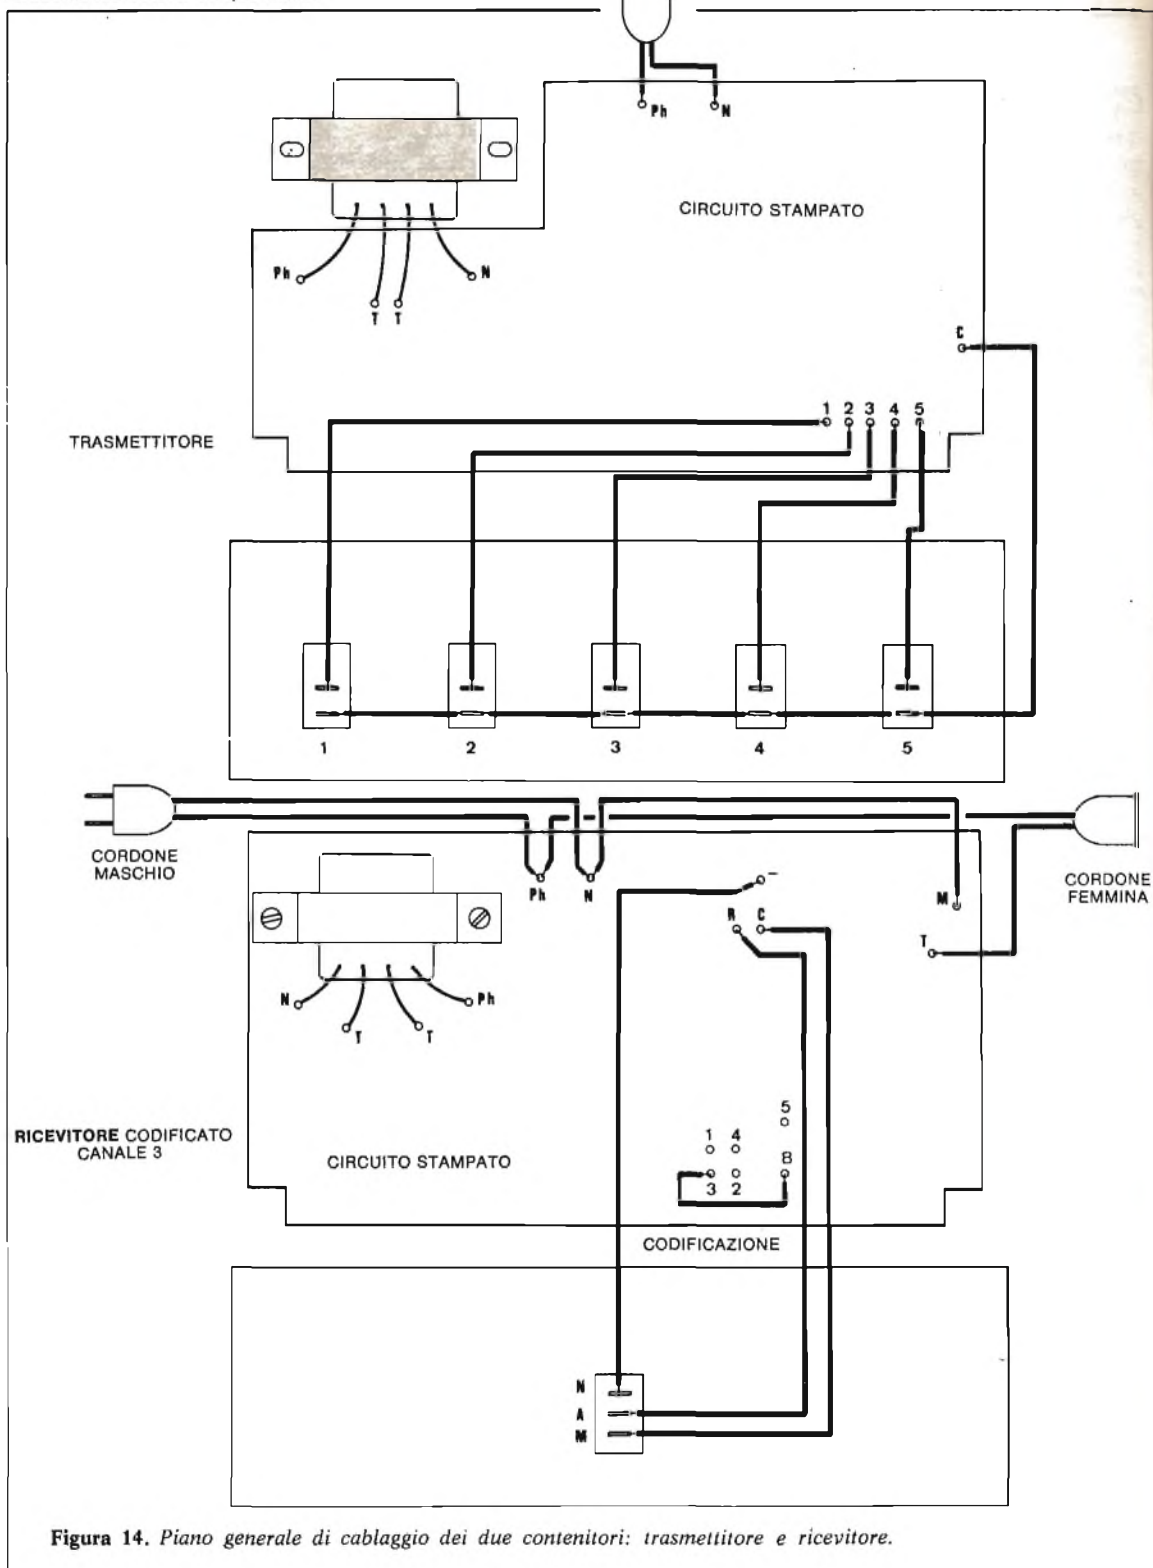 Ph
N
CIRCUITO STAMPATO
Ph
N
T
T
C
1 2 3 4 5
TRASMETTITORE
1 2 3 4 5
CORDONE
MASCHIO
Ph
N
CORDONE
FEMMINA
–
M
R C
T
N
Ph
T
T
5
1 4
8
3 2
RICEVITORE CODIFICATO
CANALE 3
CIRCUITO STAMPATO
CODIFICAZIONE
N
A
M
Figura 14. Piano generale di cablaggio dei due contenitori: trasmettitore e ricevitore.